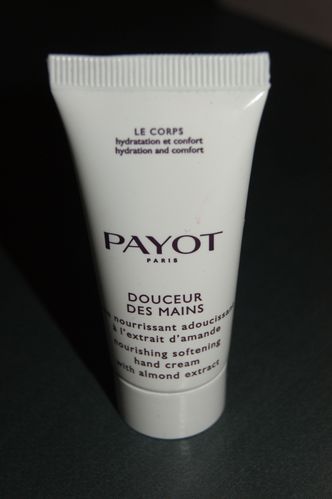 LE CORPS
hydratation et confort
hydration and comfort
PAYOT
PARIS
DOUCEUR
DES MAINS
nourrissant adoucissant
à l'extrait d'amande
nourishing softening
hand cream
with almond extract